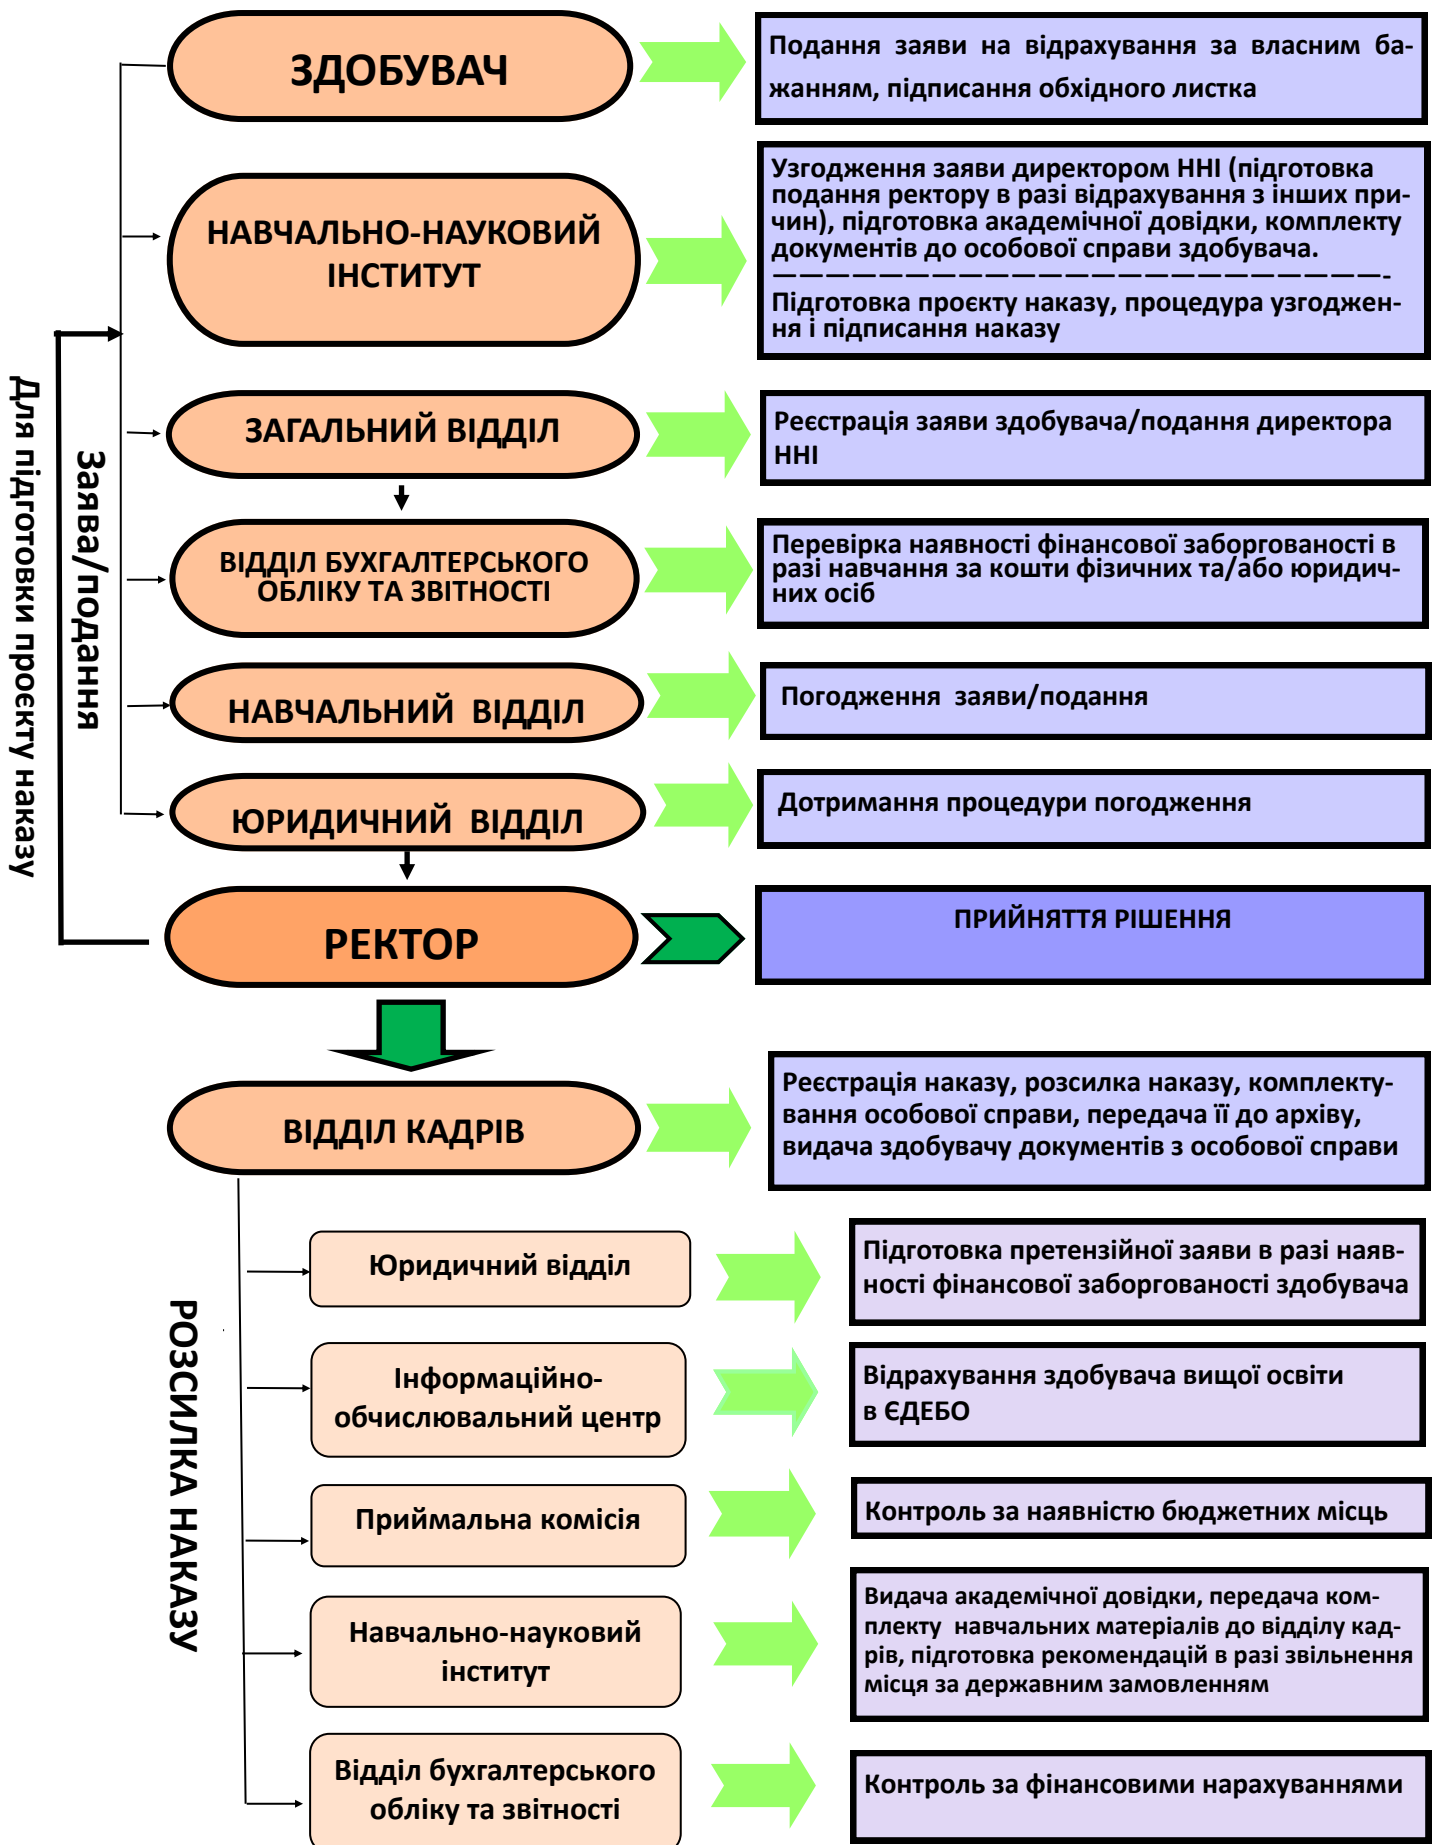 ЗДОБУВАЧ
Подання заяви на відрахування за власним ба-
жанням, підписання обхідного листка
НАВЧАЛЬНО-НАУКОВИЙ
ІНСТИТУТ
Узгодження заяви директором ННІ (підготовка
подання ректору в разі відрахування з інших при-
чин), підготовка академічної довідки, комплекту
документів до особової справи здобувача.
———————————————————————-
Підготовка проєкту наказу, процедура узгоджен-
ня і підписання наказу
Для підготовки проєкту наказу
Заява/подання
ЗАГАЛЬНИЙ ВІДДІЛ
Реєстрація заяви здобувача/подання директора
ННІ
ВІДДІЛ БУХГАЛТЕРСЬКОГО
ОБЛІКУ ТА ЗВІТНОСТІ
Перевірка наявності фінансової заборгованості в
разі навчання за кошти фізичних та/або юридич-
них осіб
НАВЧАЛЬНИЙ ВІДДІЛ
Погодження заяви/подання
ЮРИДИЧНИЙ ВІДДІЛ
Дотримання процедури погодження
РЕКТОР
ПРИЙНЯТТЯ РІШЕННЯ
ВІДДІЛ КАДРІВ
Реєстрація наказу, розсилка наказу, комплекту-
вання особової справи, передача її до архіву,
видача здобувачу документів з особової справи
РОЗСИЛКА НАКАЗУ
Юридичний відділ
Підготовка претензійної заяви в разі наяв-
ності фінансової заборгованості здобувача
Інформаційно-
обчислювальний центр
Відрахування здобувача вищої освіти
в ЄДЕБО
Приймальна комісія
Контроль за наявністю бюджетних місць
Навчально-науковий
інститут
Видача академічної довідки, передача ком-
плекту навчальних матеріалів до відділу кад-
рів, підготовка рекомендацій в разі звільнення
місця за державним замовленням
Відділ бухгалтерського
обліку та звітності
Контроль за фінансовими нарахуваннями